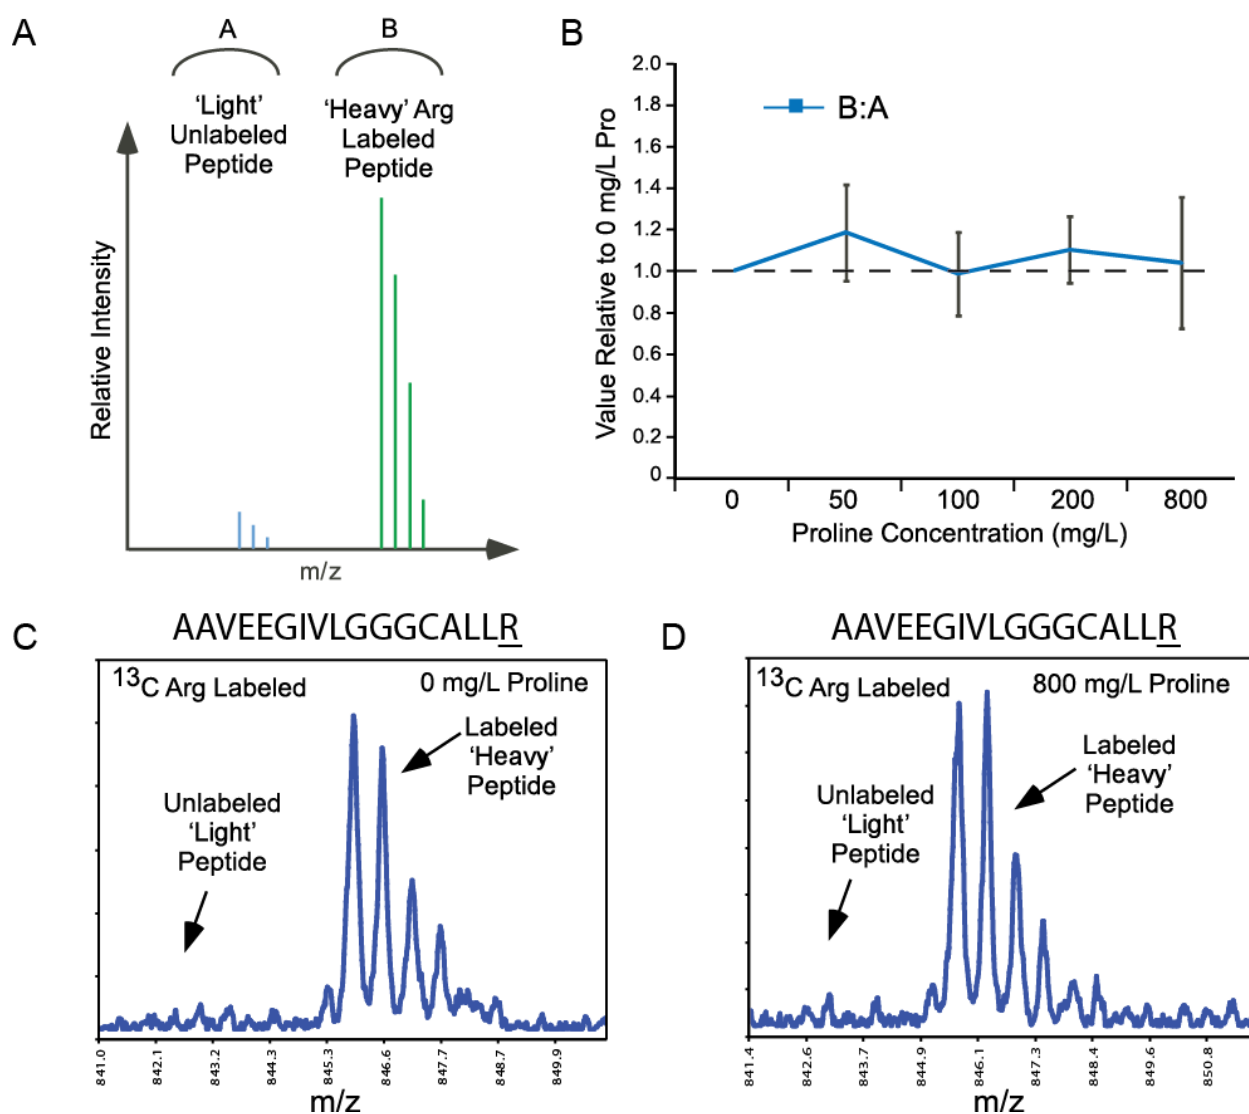 A
A
B
'Light'
Unlabeled
Peptide
'Heavy' Arg
Labeled
Peptide
Relative Intensity
m/z
B
Value Relative to 0 mg/L Pro
2.0
1.8
1.6
1.4
1.2
1.0
0.8
0.6
0.4
0.2
0
B:A
0 50 100 200 800
Proline Concentration (mg/L)
C
AAVEEGIVLGGGCALLR
13C Arg Labeled
0 mg/L Proline
Labeled
'Heavy'
Peptide
Unlabeled
'Light'
Peptide
841.0 842.1 843.2 844.3 845.3 846.6 847.7 848.7 849.9
m/z
D
AAVEEGIVLGGGCALLR
13C Arg Labeled
800 mg/L Proline
Labeled
'Heavy'
Peptide
Unlabeled
'Light'
Peptide
841.4 842.6 843.7 844.9 846.1 847.3 848.4 849.6 850.8
m/z